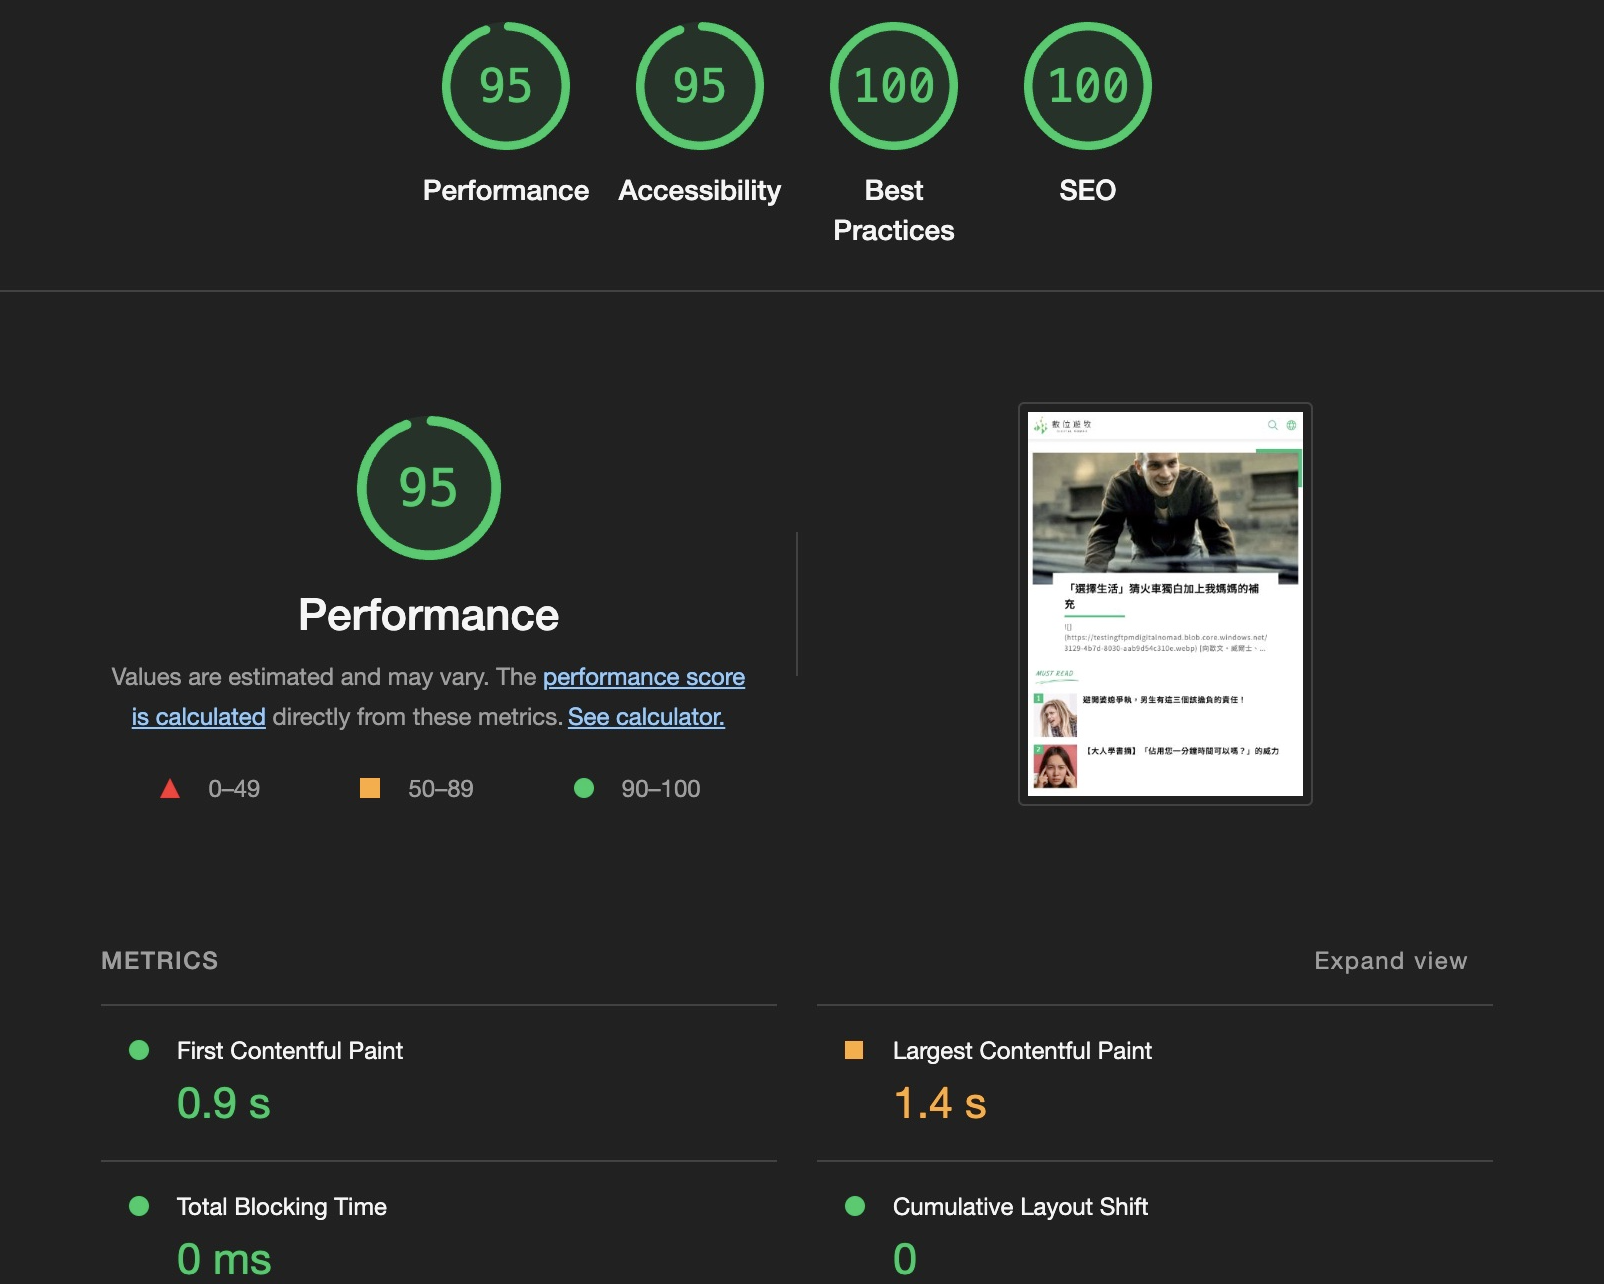 95
95
100
100
Performance
Accessibility
Best
Practices
SEO
95
Performance
Values are estimated and may vary. The performance score
is calculated directly from these metrics. See calculator.
0–49
50–89
90–100
數位遊牧
「選擇生活」猜火車獨白加上我媽媽的補
充
![]
(https://testingftpmdigitalnomad.blob.core.windows.net/
3129-4b7d-8030-aab9d54c310e.webp) [向歐文・威爾士、...
MUST READ
1
避開婆媳爭執，男生有這三個該擔負的責任！
2
【大人學書摘】「佔用您一分鐘時間可以嗎？」的威力
METRICS
Expand view
First Contentful Paint
0.9 s
Largest Contentful Paint
1.4 s
Total Blocking Time
0 ms
Cumulative Layout Shift
0